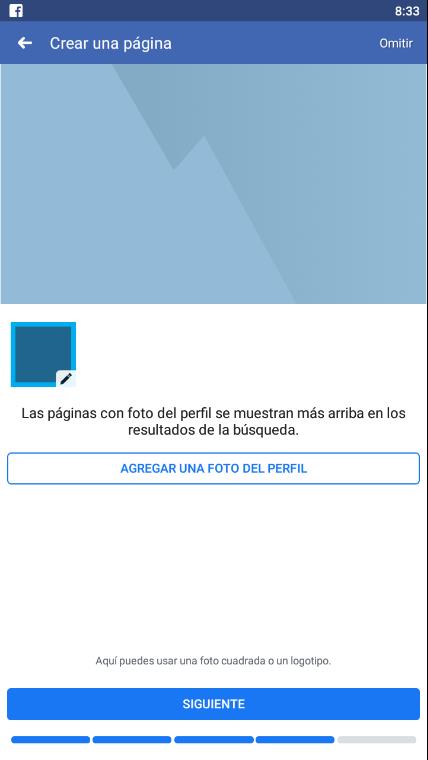 8:33
Crear una página
Omitir
Las páginas con foto del perfil se muestran más arriba en los
resultados de la búsqueda.
AGREGAR UNA FOTO DEL PERFIL
Aquí puedes usar una foto cuadrada o un logotipo.
SIGUIENTE